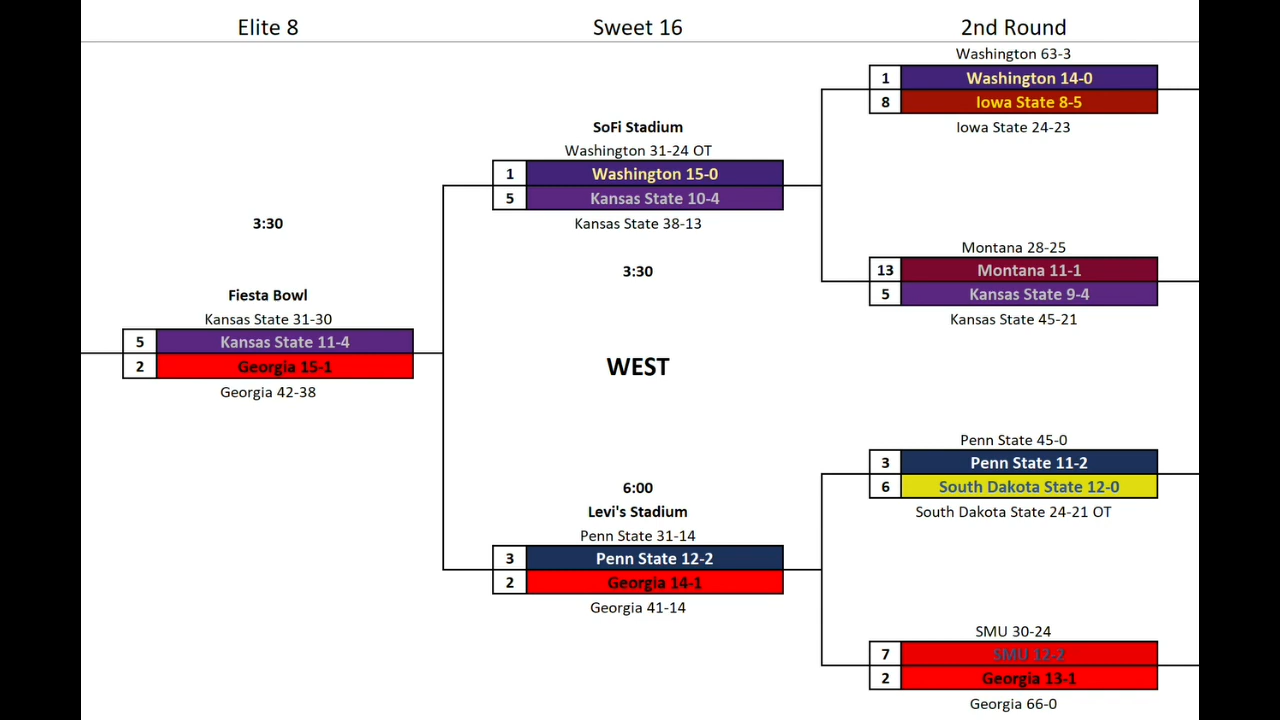 Elite 8
Sweet 16
2nd Round
Washington 63-3
1 Washington 14-0
8 Iowa State 8-5
Iowa State 24-23
SoFi Stadium
Washington 31-24 OT
1 Washington 15-0
5 Kansas State 10-4
Kansas State 38-13
3:30
3:30
Montana 28-25
13 Montana 11-1
5 Kansas State 9-4
Kansas State 45-21
Fiesta Bowl
Kansas State 31-30
5 Kansas State 11-4
2 Georgia 15-1
Georgia 42-38
WEST
Penn State 45-0
3 Penn State 11-2
6 South Dakota State 12-0
South Dakota State 24-21 OT
6:00
Levi's Stadium
Penn State 31-14
3 Penn State 12-2
2 Georgia 14-1
Georgia 41-14
SMU 30-24
7 SMU 12-2
2 Georgia 13-1
Georgia 66-0